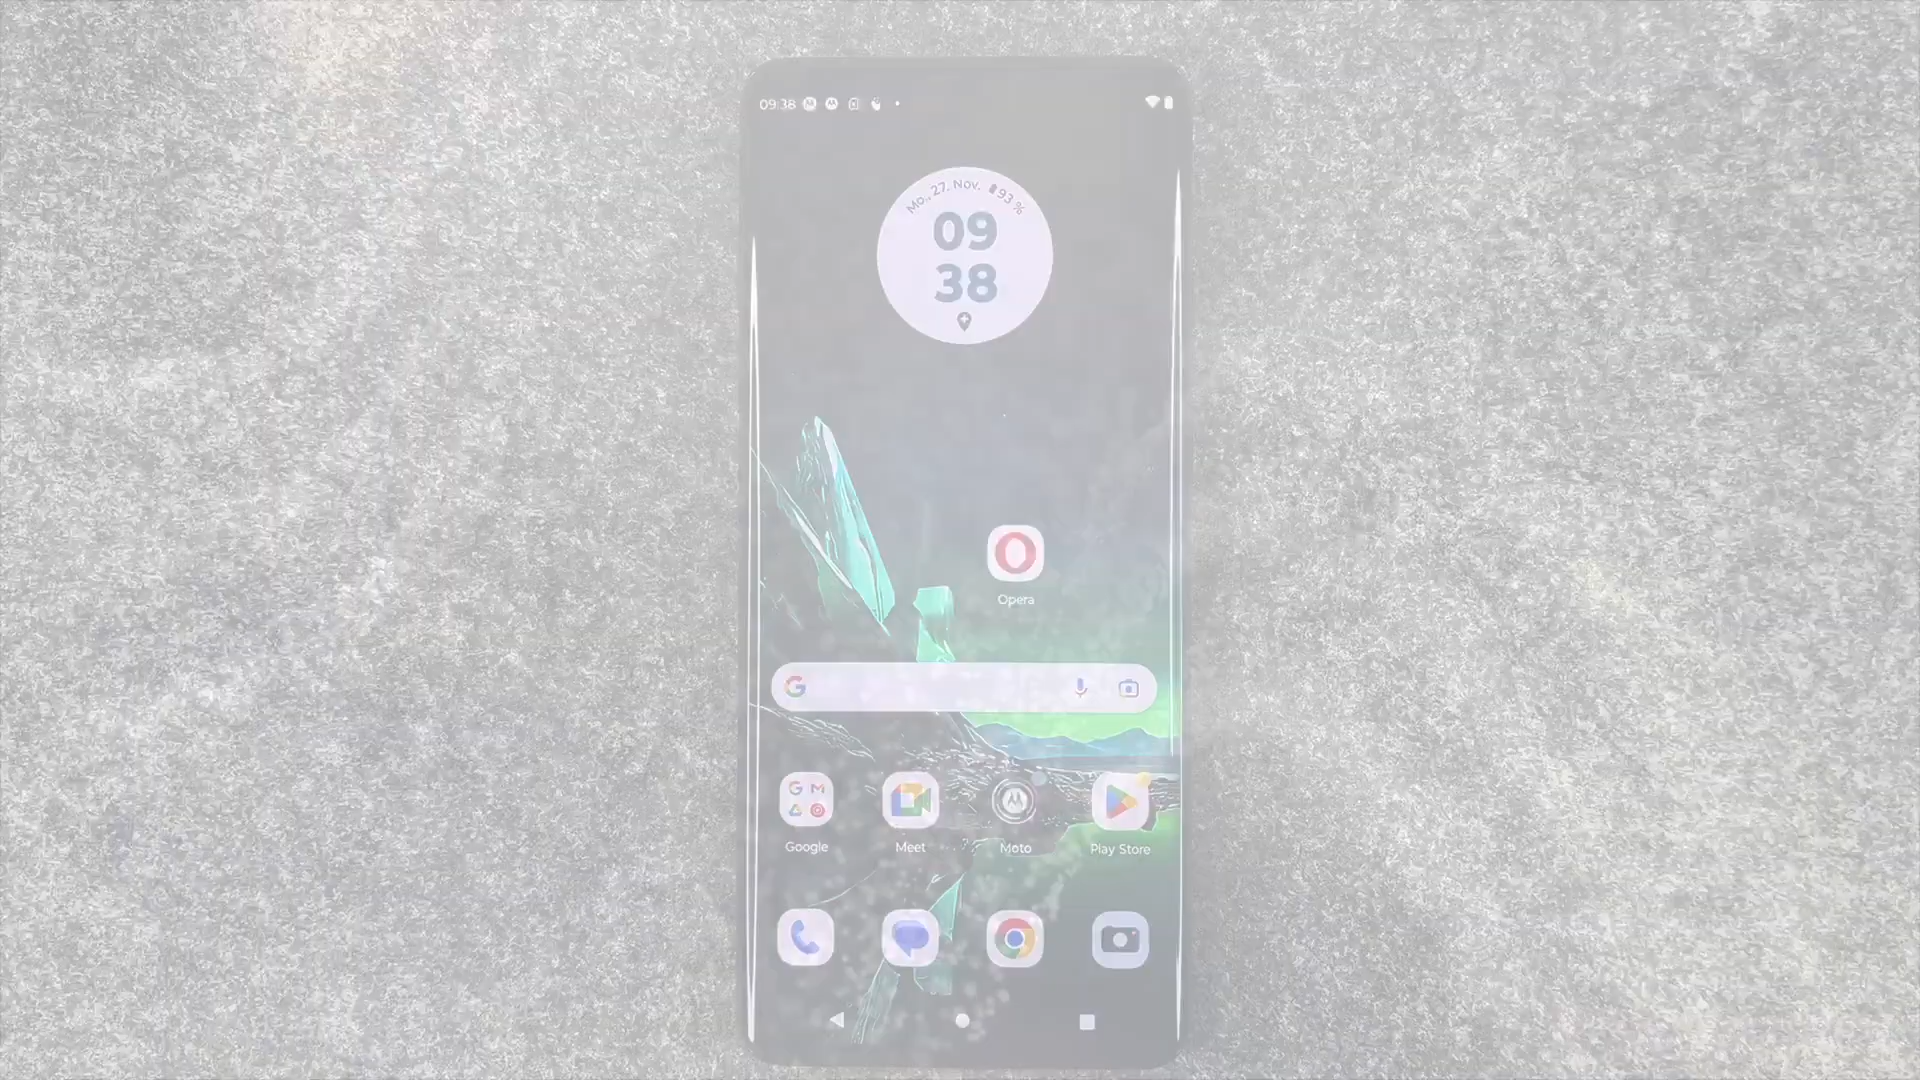 09:38
Mo., 27. Nov. 93 %
09
38
Opera
Google
Meet
Moto
Play Store